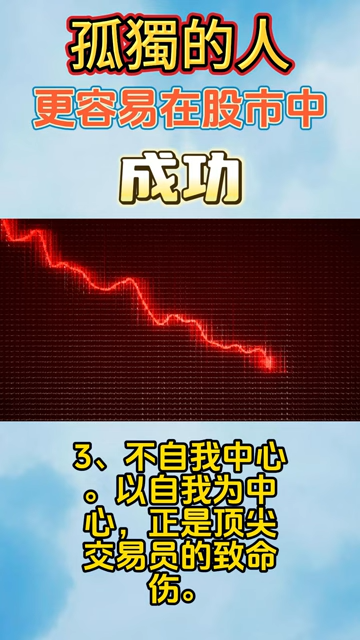 孤獨的人
更容易在股市中
成功
3、不自我中心
。以自我为中
心，正是顶尖
交易员的致命
伤。